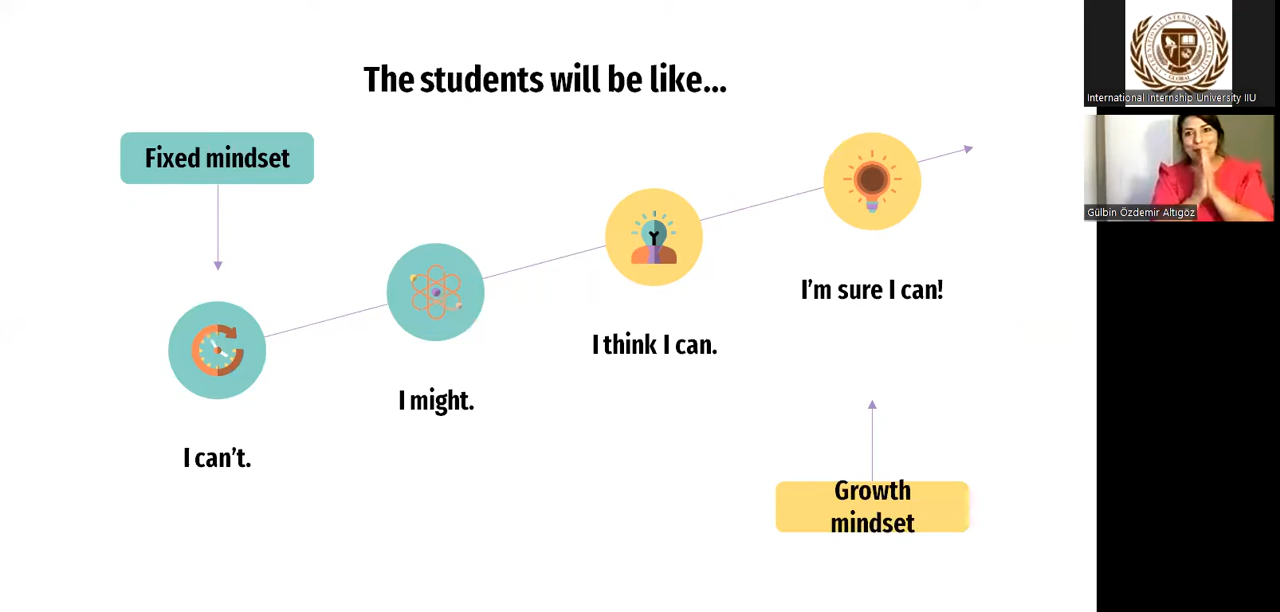 The students will be like...
Fixed mindset
I can't.
I might.
I think I can.
I'm sure I can!
Growth
mindset
International Internship University IIU
Gülbin Özdemir Altıgöz